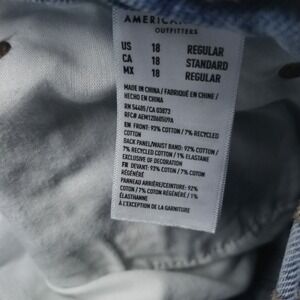 AMERICAN
OUTFITTERS
US 18 REGULAR
CA 18 STANDARD
MX 18 REGULAR
MADE IN CHINA / FABRIQUÉ EN CHINE /
HECHO EN CHINA
RN 54485/CA 03872
EN FRONT: 93% COTTON / 7% RECYCLED
COTTON
BACK PANEL/WAIST BAND: 92% COTTON /
7% RECYCLED COTTON / 1% ELASTANE
EXCLUSIVE OF DECORATION
FR DEVANT: 93% COTON / 7% COTON
RÉGÉNÉRÉ
PANNEAU ARRIÈRE/CEINTURE: 92%
COTON / 7% COTON RÉGÉNÉRÉ / 1%
ÉLASTHANNE
À L'EXCEPTION DE LA GARNITURE